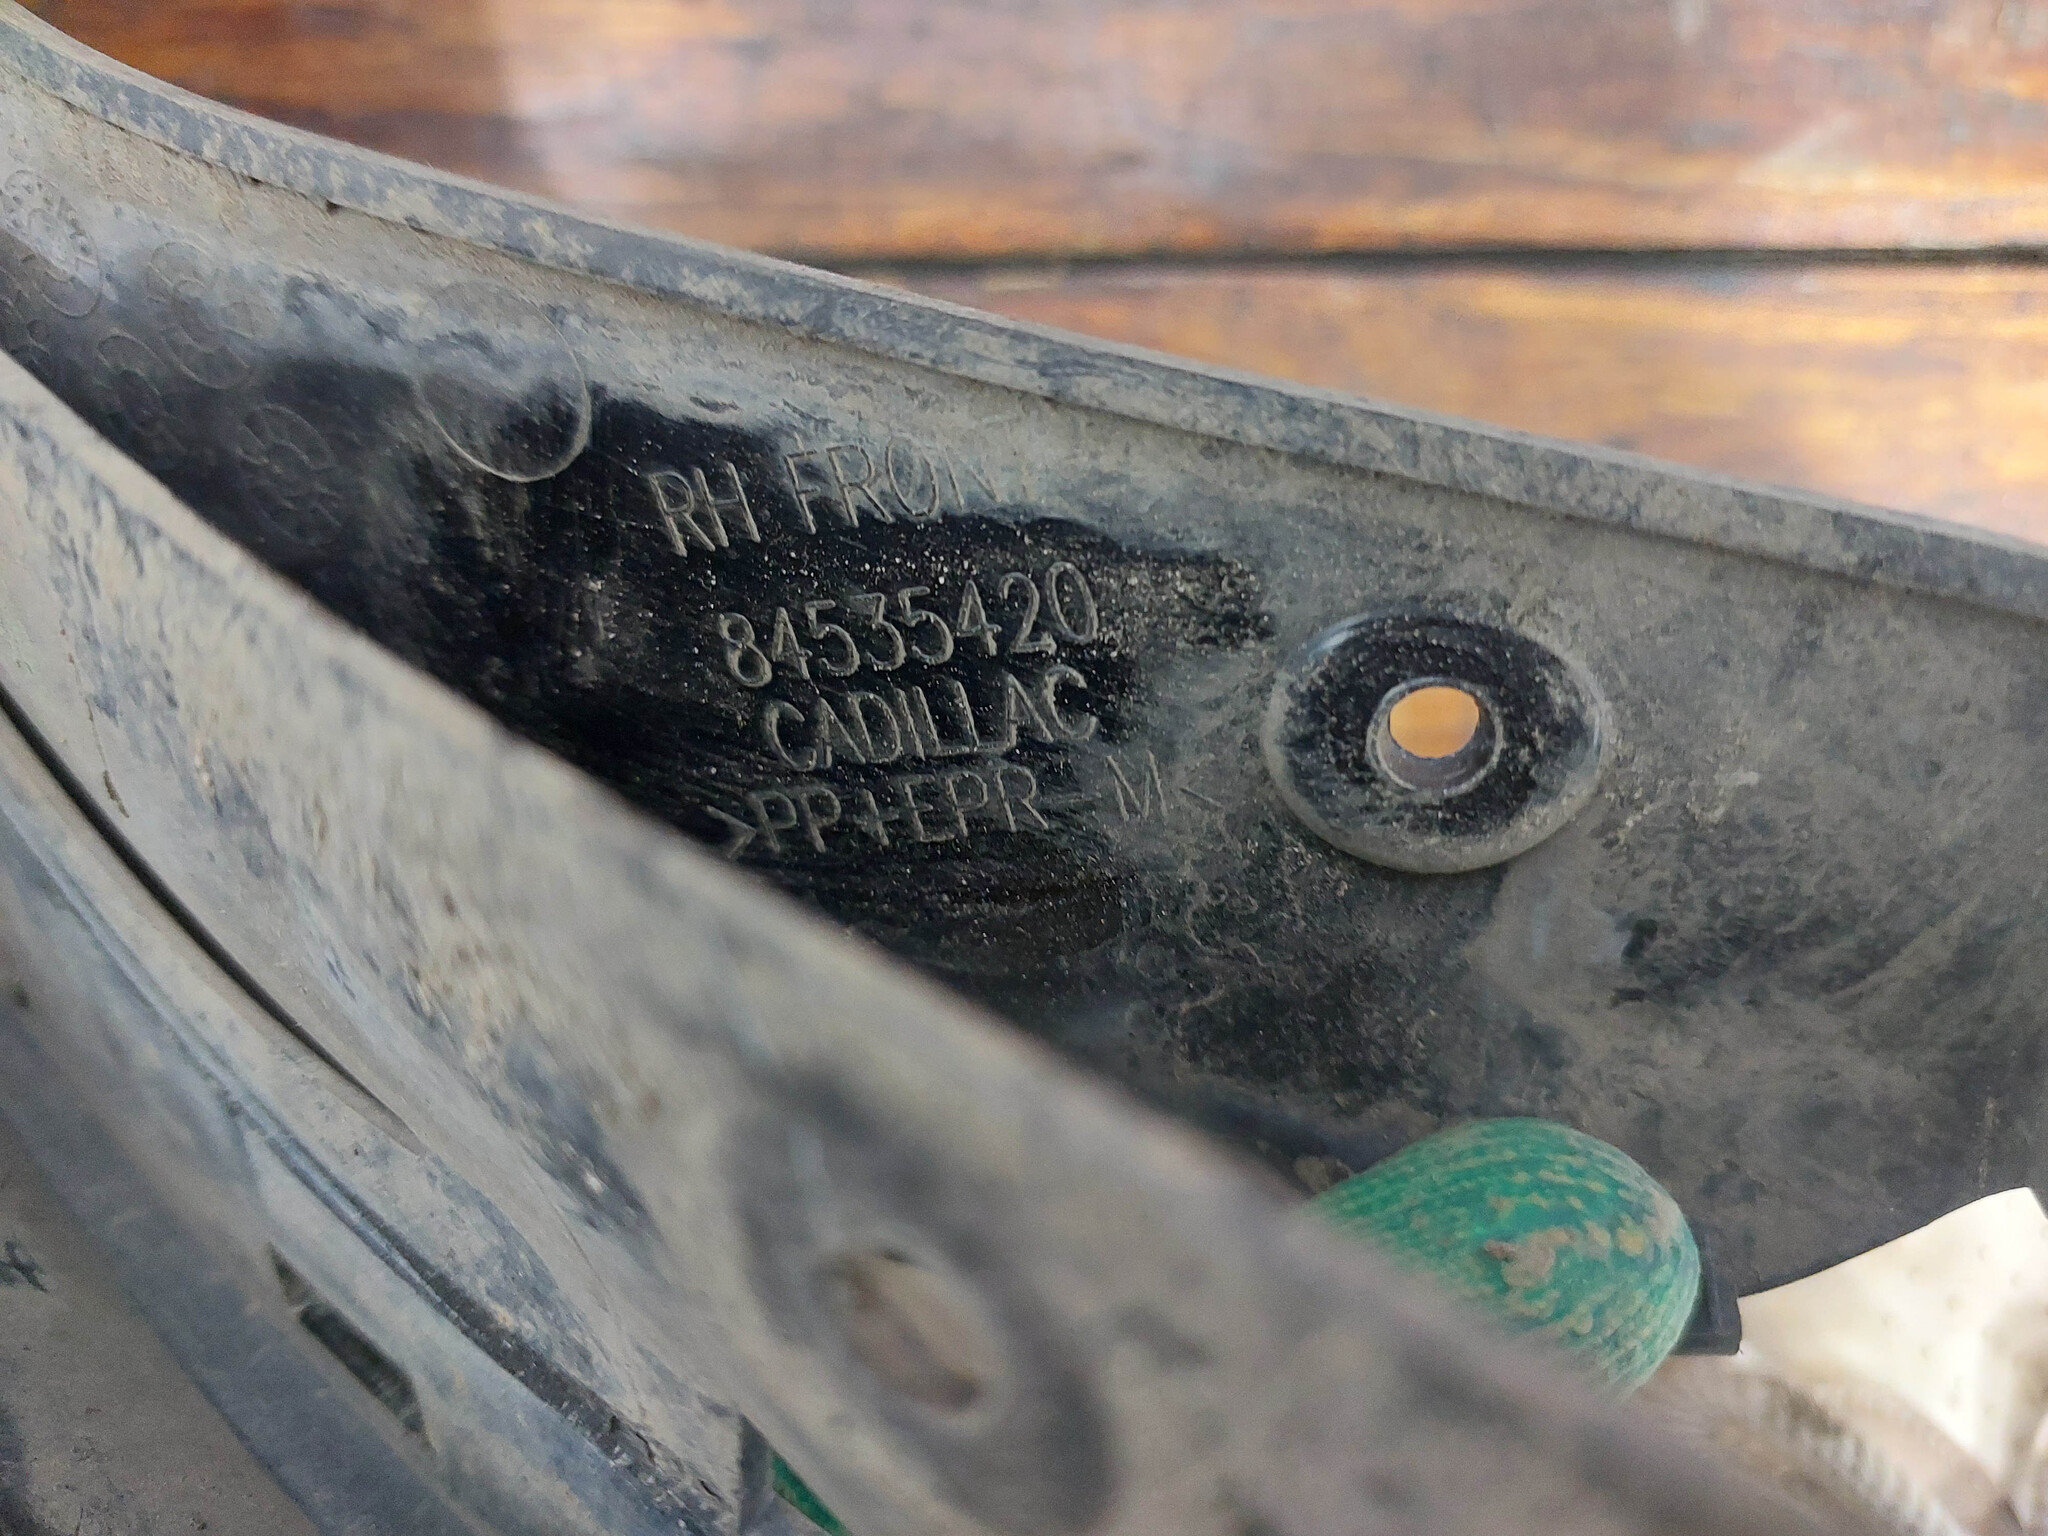 RH FRONT
84535420
CADILLAC
>PP+EPR-M<